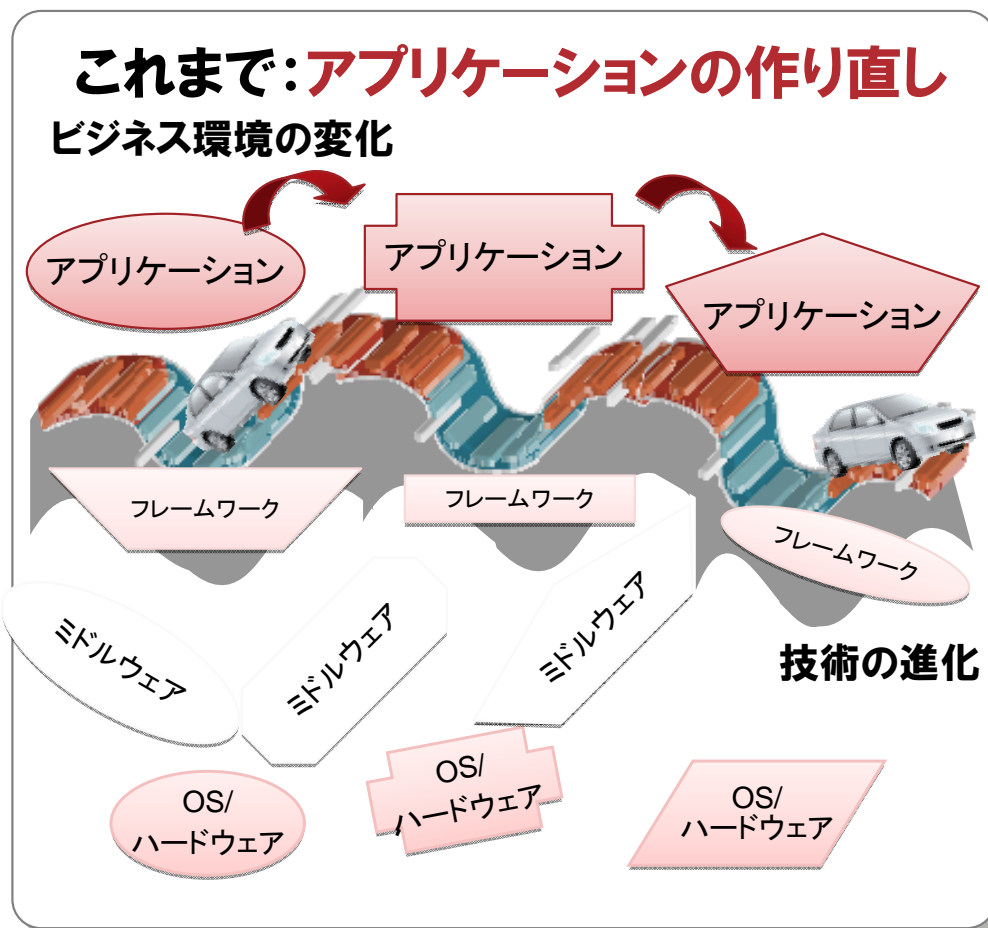 これまで：アプリケーションの作り直し
ビジネス環境の変化
アプリケーション
アプリケーション
アプリケーション
フレームワーク
フレームワーク
フレームワーク
ミドルウェア
ミドルウェア
ミドルウェア
技術の進化
OS/
ハードウェア
OS/
ハードウェア
OS/
ハードウェア